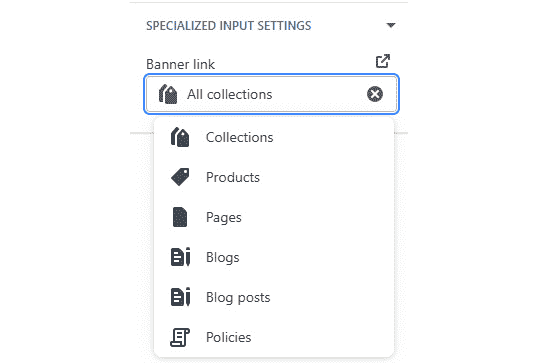 SPECIALIZED INPUT SETTINGS
Banner link
All collections
Collections
Products
Pages
Blogs
Blog posts
Policies